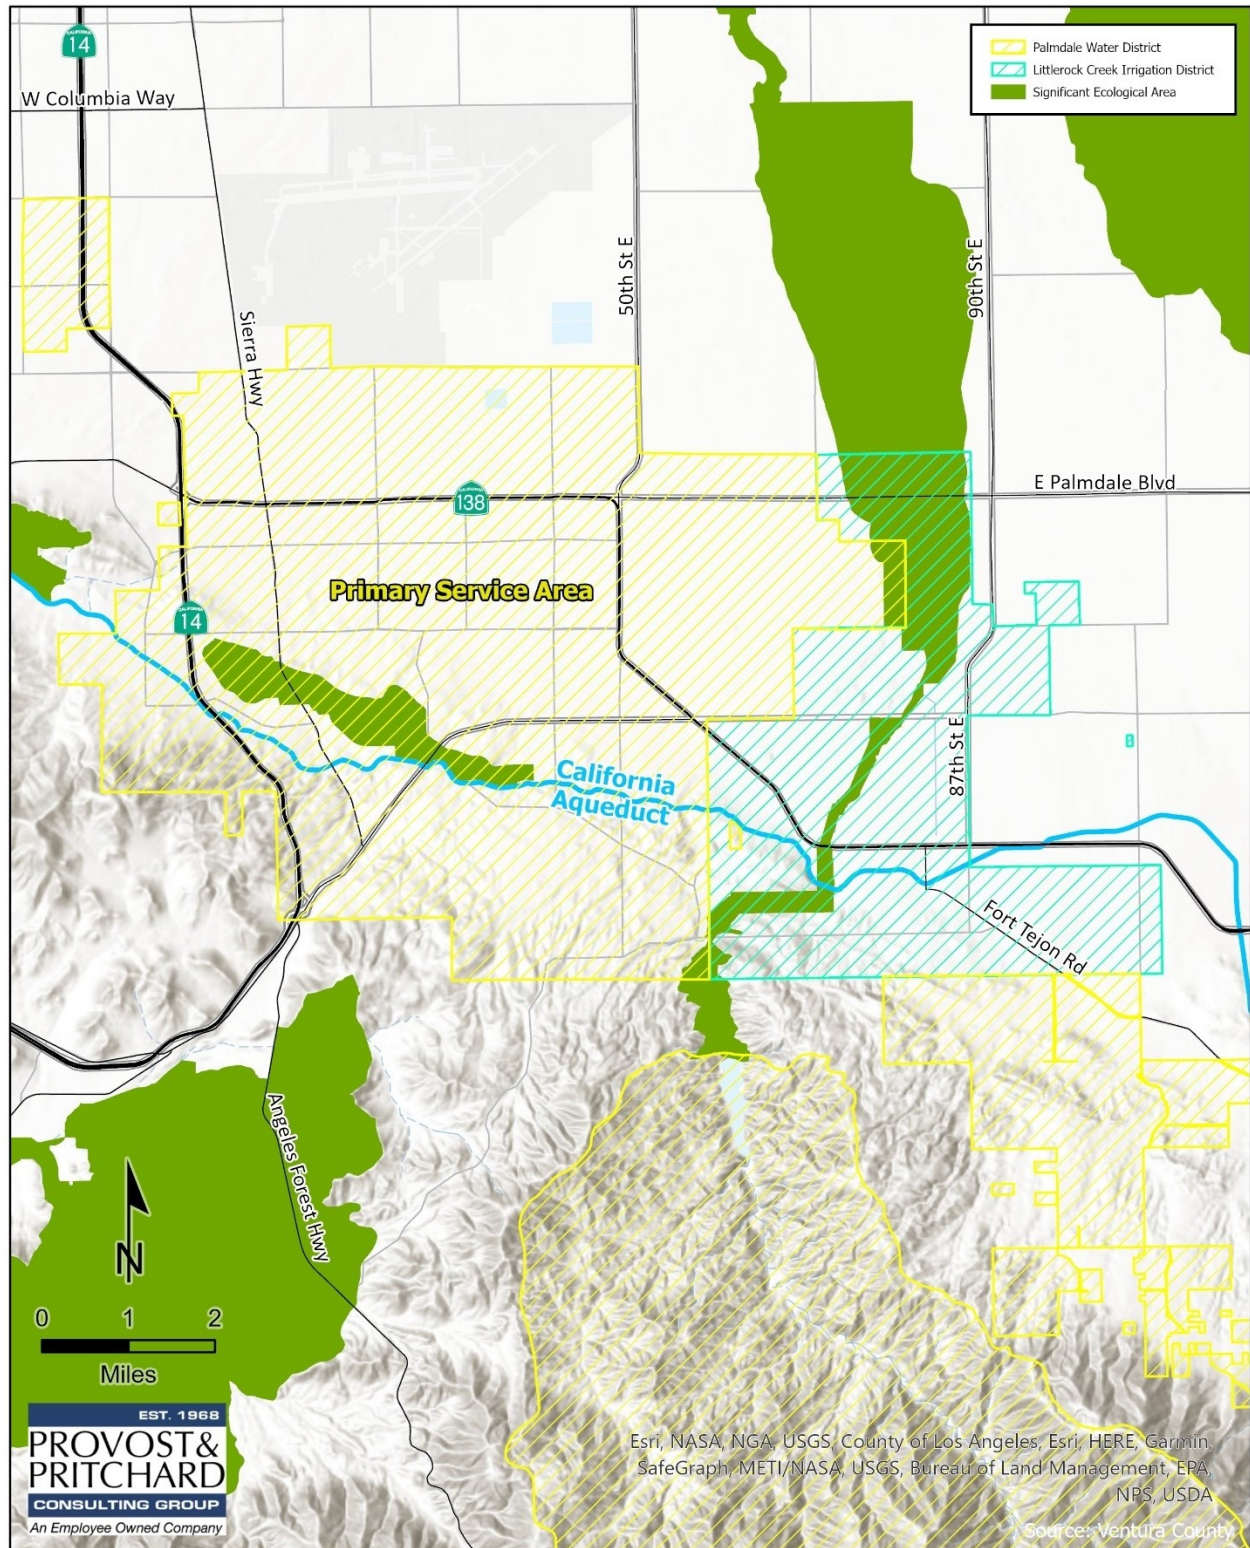 CALIFORNIA
14
W Columbia Way
Palmdale Water District
Littlerock Creek Irrigation District
Significant Ecological Area
50th St E
90th St E
Sierra Hwy
E Palmdale Blvd
CALIFORNIA
138
Primary Service Area
CALIFORNIA
14
87th St E
California
Aqueduct
Fort Tejon Rd
Angeles Forest Hwy
N
0 1 2
Miles
EST. 1968
PROVOST&
PRITCHARD
CONSULTING GROUP
An Employee Owned Company
Esri, NASA, NGA, USGS, County of Los Angeles, Esri, HERE, Garmin,
SafeGraph, METI/NASA, USGS, Bureau of Land Management, EPA,
NPS, USDA
Source: Ventura County